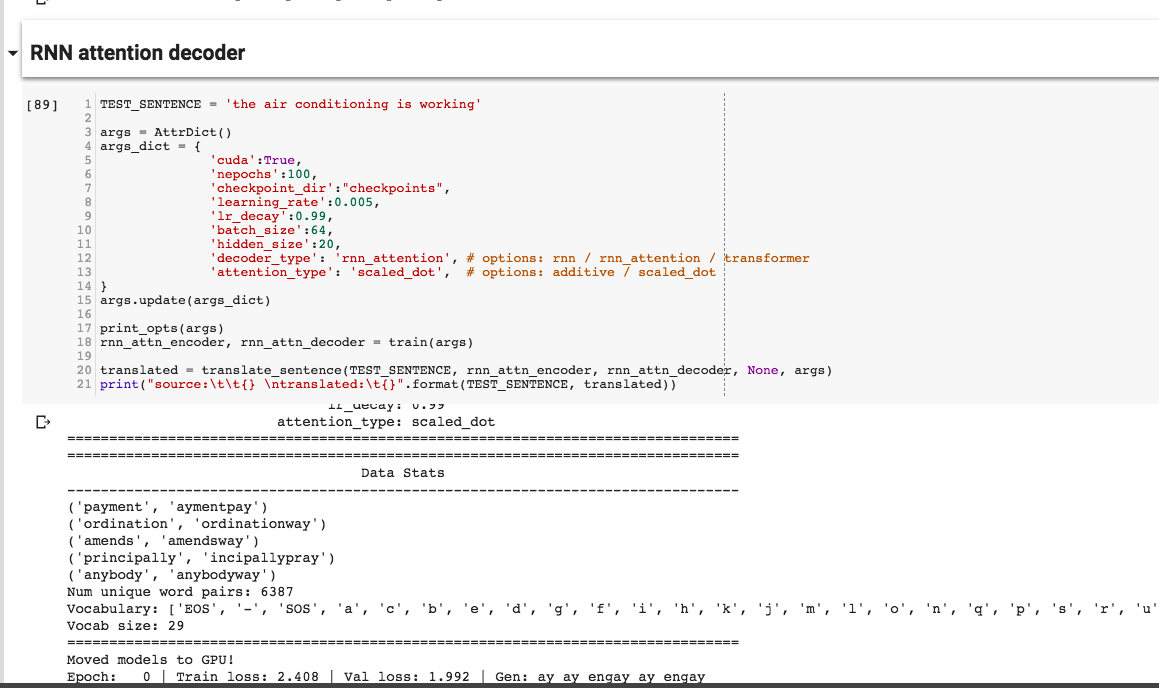 RNN attention decoder
[89]
1 TEST_SENTENCE = 'the air conditioning is working'
2
3 args = AttrDict()
4 args_dict = {
5 'cuda':True,
6 'nepochs':100,
7 'checkpoint_dir':"checkpoints",
8 'learning_rate':0.005,
9 'lr_decay':0.99,
10 'batch_size':64,
11 'hidden_size':20,
12 'decoder_type': 'rnn_attention', # options: rnn / rnn_attention / transformer
13 'attention_type': 'scaled_dot', # options: additive / scaled_dot
14 }
15 args.update(args_dict)
16
17 print_opts(args)
18 rnn_attn_encoder, rnn_attn_decoder = train(args)
19
20 translated = translate_sentence(TEST_SENTENCE, rnn_attn_encoder, rnn_attn_decoder, None, args)
21 print("source:\t\t{} \ntranslated:\t{}".format(TEST_SENTENCE, translated))
lr_decay: 0.99
attention_type: scaled_dot
================================================================================
================================================================================
Data Stats
--------------------------------------------------------------------------------
('payment', 'aymentpay')
('ordination', 'ordinationway')
('amends', 'amendsway')
('principally', 'incipallypray')
('anybody', 'anybodyway')
Num unique word pairs: 6387
Vocabulary: ['EOS', '-', 'SOS', 'a', 'c', 'b', 'e', 'd', 'g', 'f', 'i', 'h', 'k', 'j', 'm', 'l', 'o', 'n', 'q', 'p', 's', 'r', 'u'
Vocab size: 29
================================================================================
Moved models to GPU!
Epoch: 0 | Train loss: 2.408 | Val loss: 1.992 | Gen: ay ay engay ay engay